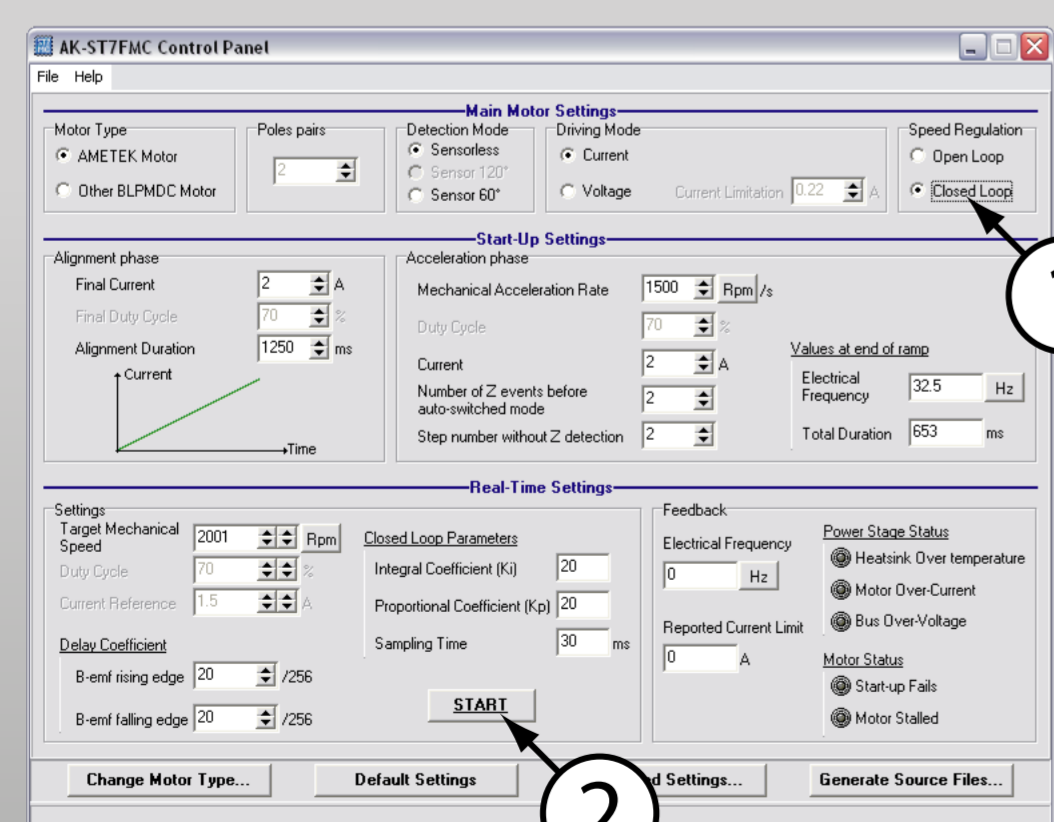 AK-ST7FMC Control Panel
File Help
Main Motor Settings
Motor Type
AMETEK Motor
Other BLPMDC Motor
Poles pairs
2
Detection Mode
Sensorless
Sensor 120°
Sensor 60°
Driving Mode
Current
Voltage
Current Limitation 0.22 A
Speed Regulation
Open Loop
Closed Loop
Start-Up Settings
Alignment phase
Final Current 2 A
Final Duty Cycle 70 %
Alignment Duration 1250 ms
Current
Time
Acceleration phase
Mechanical Acceleration Rate 1500 Rpm /s
Duty Cycle 70 %
Current 2 A
Number of Z events before
auto-switched mode 2
Step number without Z detection 2
Values at end of ramp
Electrical
Frequency 32.5 Hz
Total Duration 653 ms
Real-Time Settings
Settings
Target Mechanical
Speed 2001 Rpm
Duty Cycle 70 %
Current Reference 1.5 A
Delay Coefficient
B-emf rising edge 20 /256
B-emf falling edge 20 /256
Closed Loop Parameters
Integral Coefficient (Ki) 20
Proportional Coefficient (Kp) 20
Sampling Time 30 ms
START
2
Feedback
Electrical Frequency
0 Hz
Reported Current Limit
0 A
Power Stage Status
Heatsink Over temperature
Motor Over-Current
Bus Over-Voltage
Motor Status
Start-up Fails
Motor Stalled
Change Motor Type...
Default Settings
Settings...
Generate Source Files...